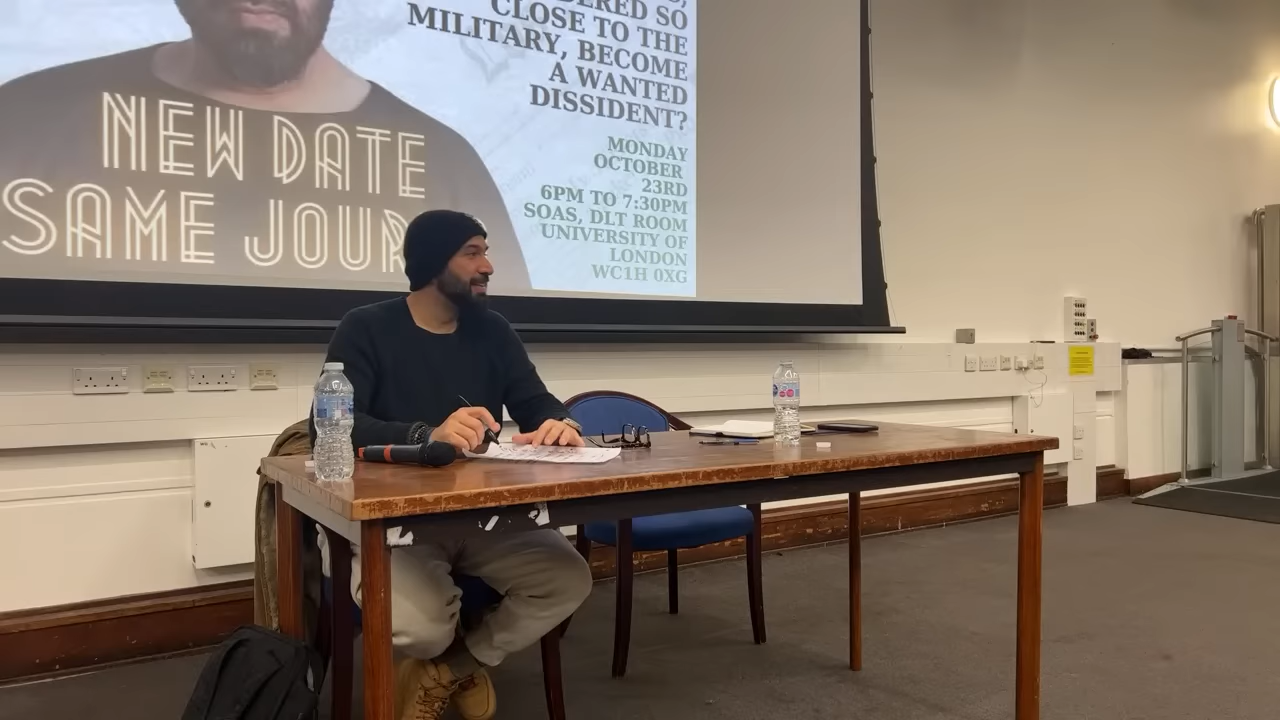 CLOSE TO THE
MILITARY, BECOME
A WANTED
DISSIDENT?
MONDAY
OCTOBER
23RD
6PM TO 7:30PM
SOAS, DLT ROOM
UNIVERSITY OF
LONDON
WC1H 0XG
NEW DATE
SAME